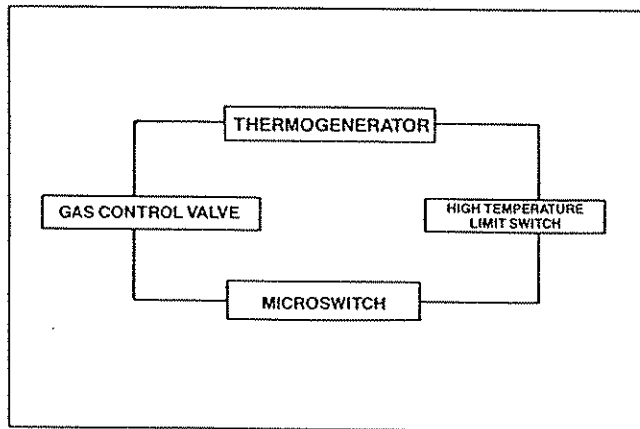 THERMOGENERATOR
GAS CONTROL VALVE
HIGH TEMPERATURE
LIMIT SWITCH
MICROSWITCH